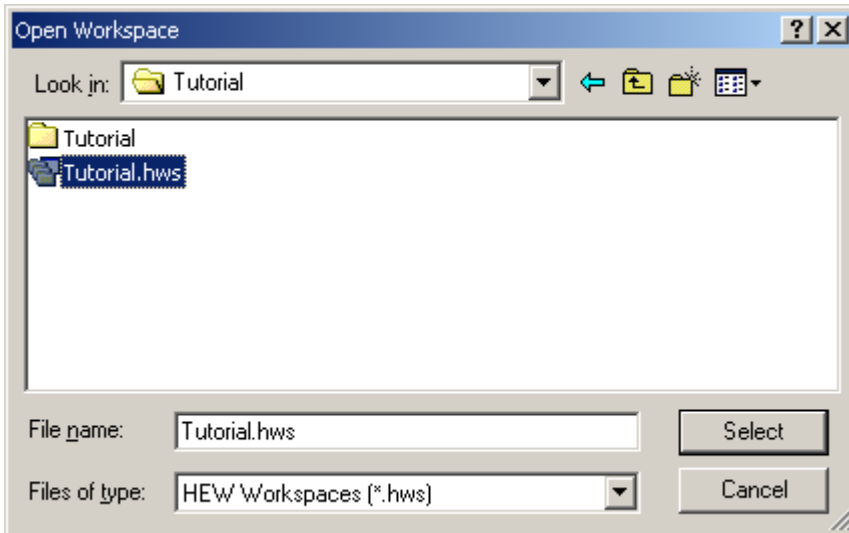 Open Workspace
Look in: Tutorial
Tutorial
Tutorial.hws
File name: Tutorial.hws Select
Files of type: HEW Workspaces (*.hws) Cancel